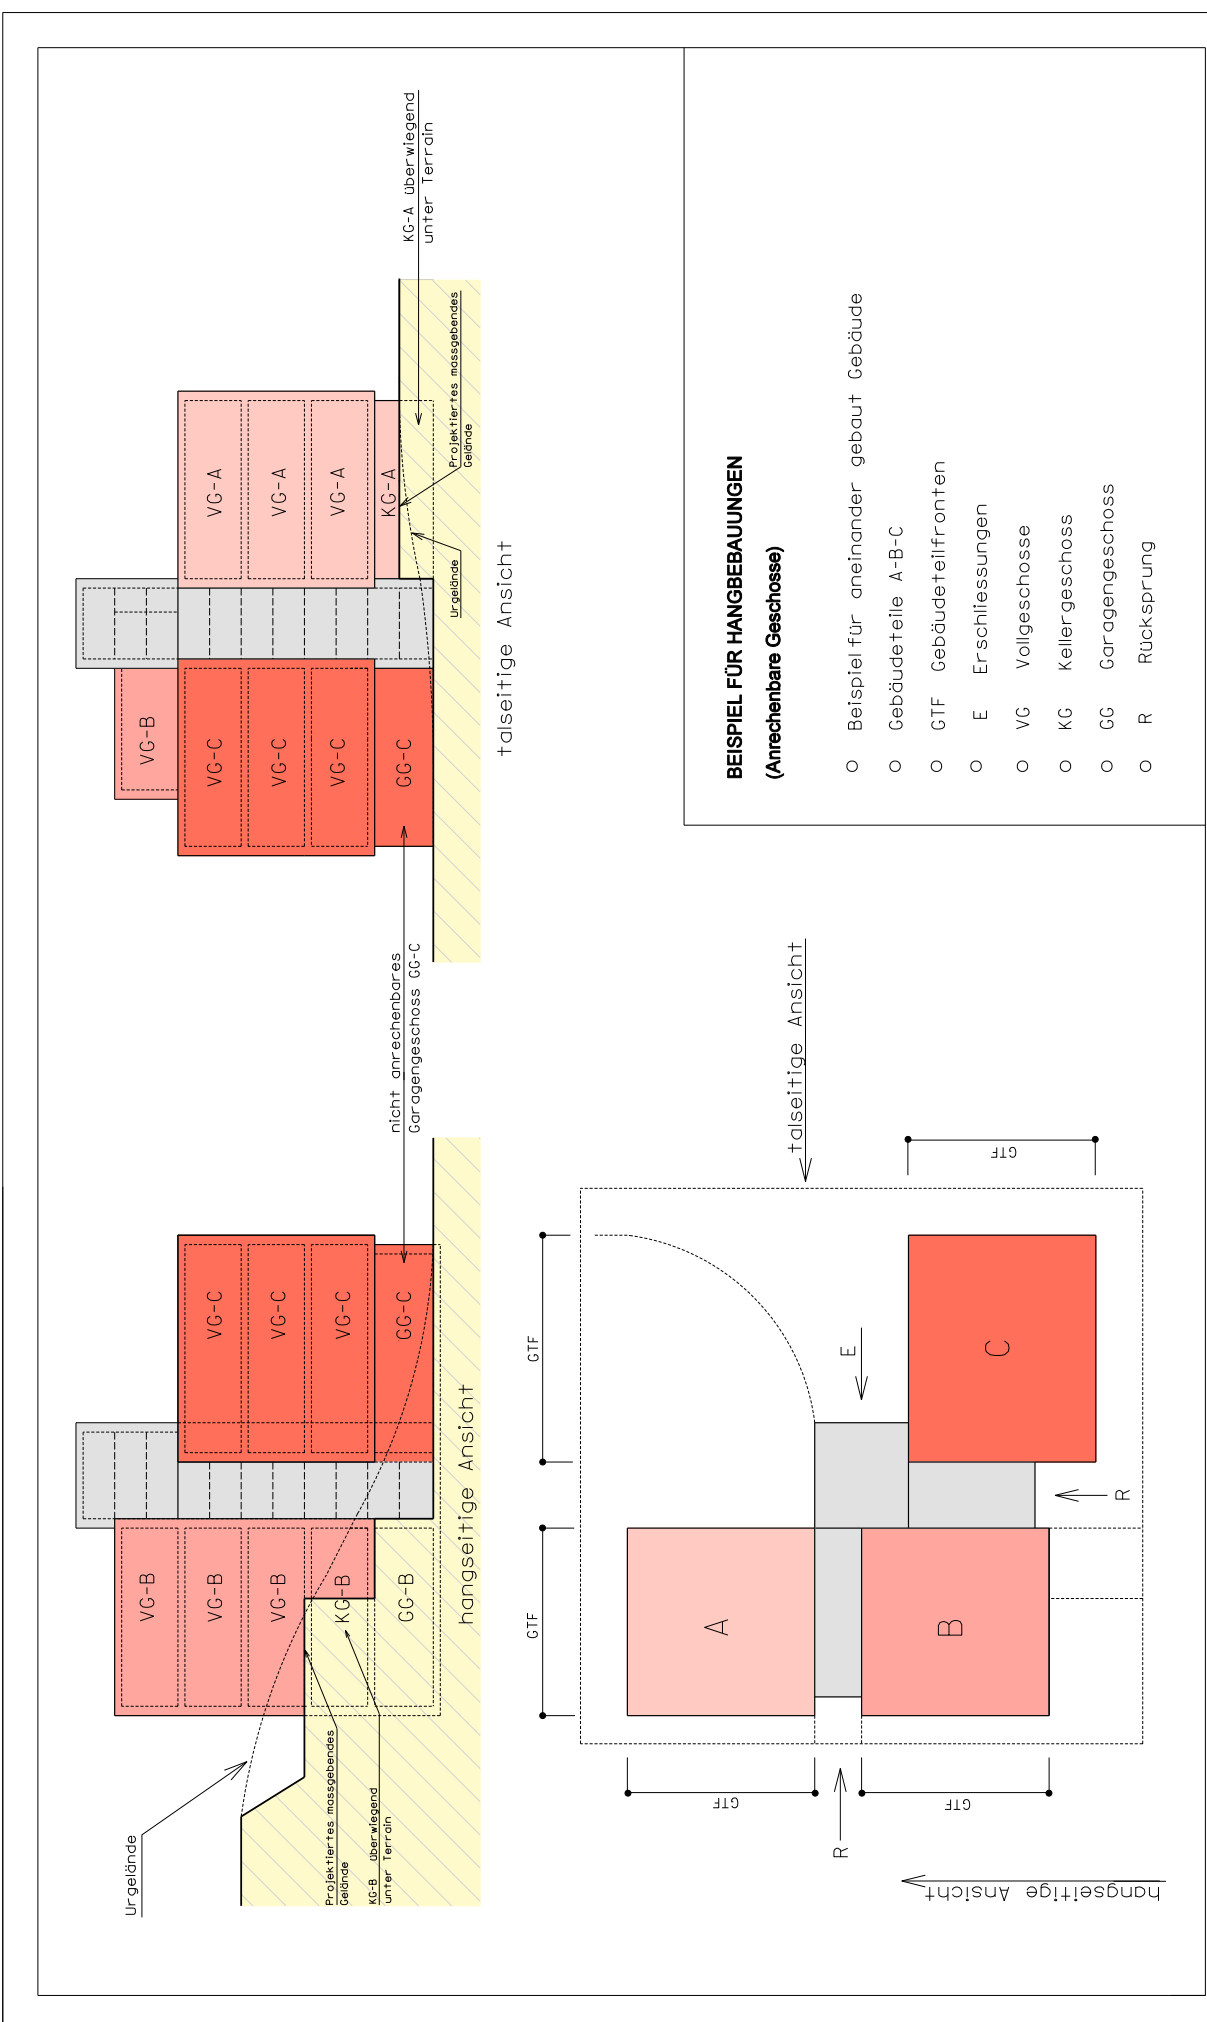 Urgelände
VG-B
VG-B
VG-B
KG-B
GG-B
VG-C
VG-C
VG-C
GG-C
Projektiertes massgebendes
Gelände
KG-B überwiegend
unter Terrain
hangseitige Ansicht
nicht anrechenbares
Garagengeschoss GG-C
VG-B
VG-C
VG-C
VG-C
GG-C
VG-A
VG-A
VG-A
KG-A
KG-A überwiegend
unter Terrain
Projektiertes massgebendes
Gelände
Urgelände
talseitige Ansicht
GTF
GTF
A
B
C
E
R
R
GTF
GTF
GTF
talseitige Ansicht
hangseitige Ansicht
BEISPIEL FÜR HANGBEBAUUNGEN
(Anrechenbare Geschosse)
○ Beispiel für aneinander gebaut Gebäude
○ Gebäudeteile A-B-C
○ GTF Gebäudeteilfronten
○ E Erschliessungen
○ VG Vollgeschosse
○ KG Kellergeschoss
○ GG Garagengeschoss
○ R Rücksprung